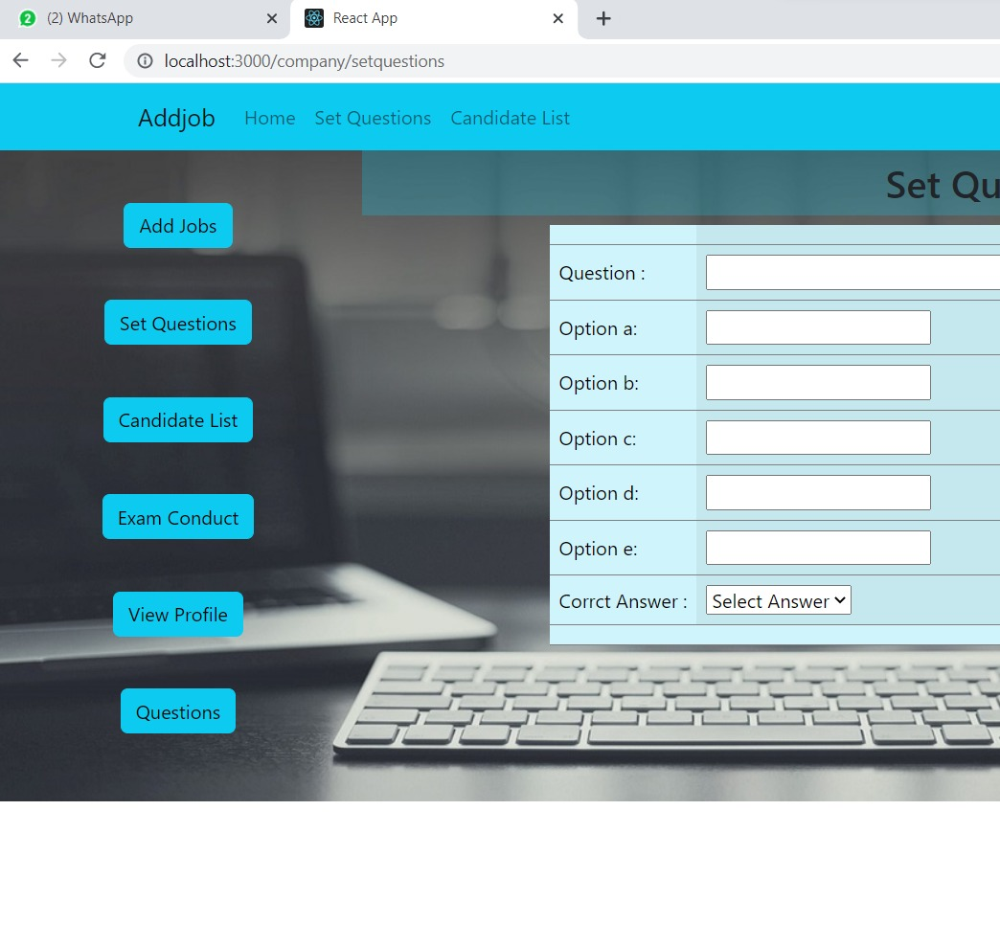 (2) WhatsApp React App
localhost:3000/company/setquestions
Addjob Home Set Questions Candidate List
Set Qu
Add Jobs
Set Questions
Candidate List
Exam Conduct
View Profile
Questions
Question :
Option a:
Option b:
Option c:
Option d:
Option e:
Corrct Answer : Select Answer